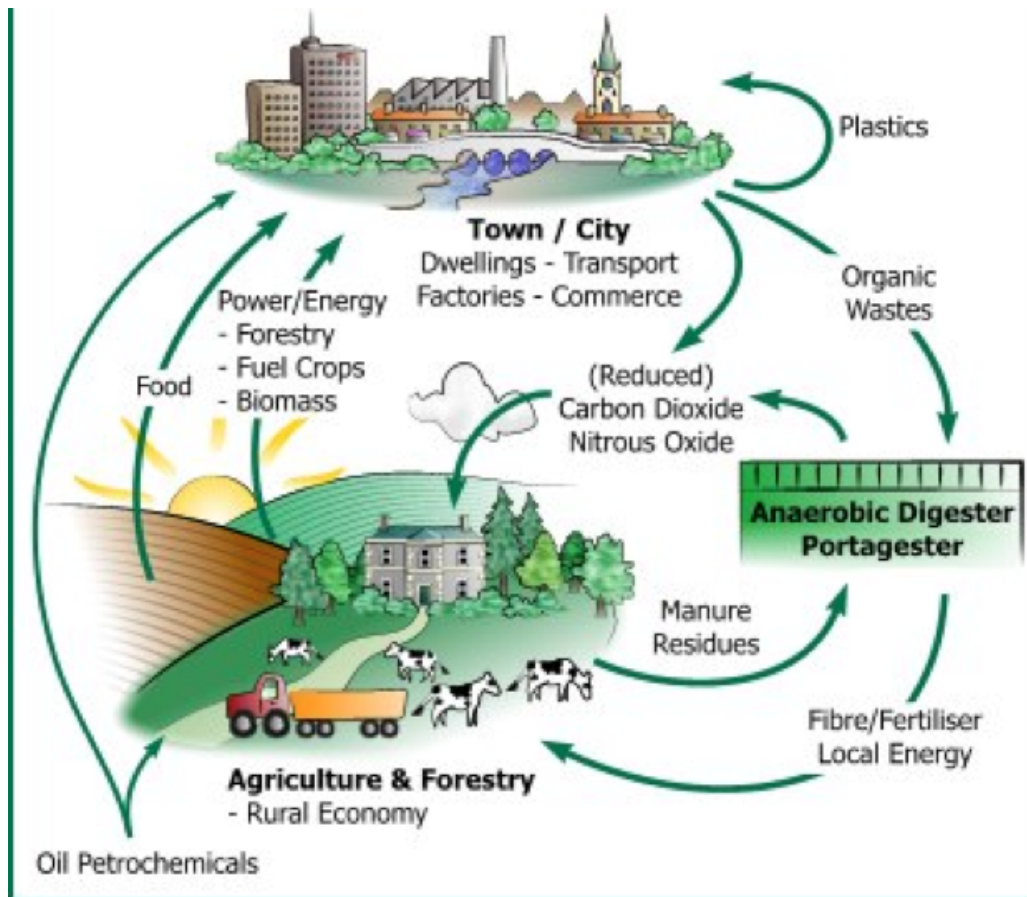 Plastics
Town / City
Dwellings - Transport
Factories - Commerce
Organic
Wastes
Power/Energy
- Forestry
- Fuel Crops
- Biomass
Food
(Reduced)
Carbon Dioxide
Nitrous Oxide
Anaerobic Digester
Portagester
Manure
Residues
Fibre/Fertiliser
Local Energy
Agriculture & Forestry
- Rural Economy
Oil Petrochemicals